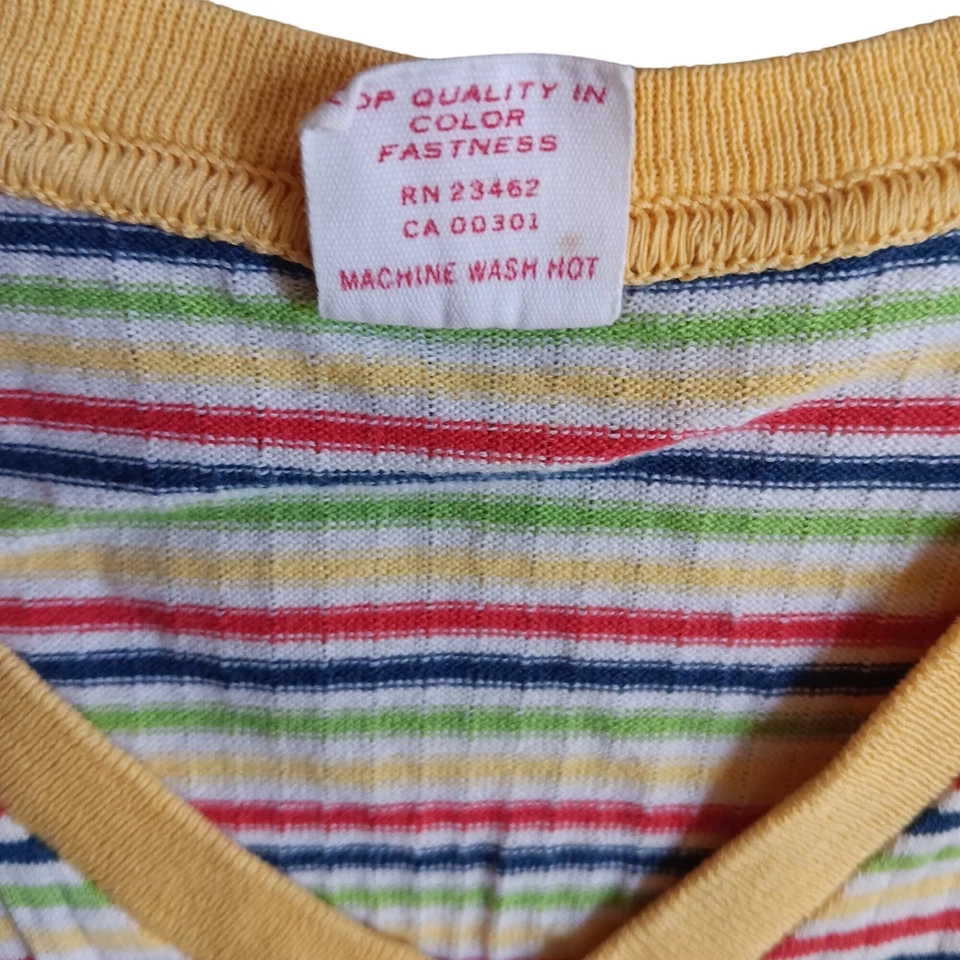 OP QUALITY IN
COLOR
FASTNESS
RN 23462
CA 00301
MACHINE WASH HOT